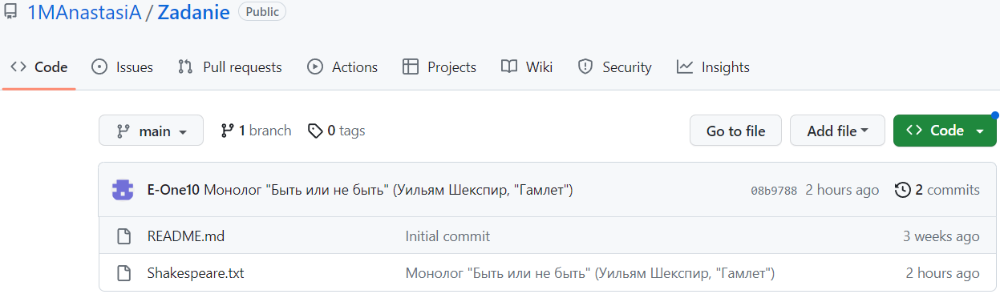 1MAnastasiA / Zadanie Public
Code Issues Pull requests Actions Projects Wiki Security Insights
main 1 branch 0 tags Go to file Add file Code
E-One10 Монолог "Быть или не быть" (Уильям Шекспир, "Гамлет") 08b9788 2 hours ago 2 commits
README.md Initial commit 3 weeks ago
Shakespeare.txt Монолог "Быть или не быть" (Уильям Шекспир, "Гамлет") 2 hours ago